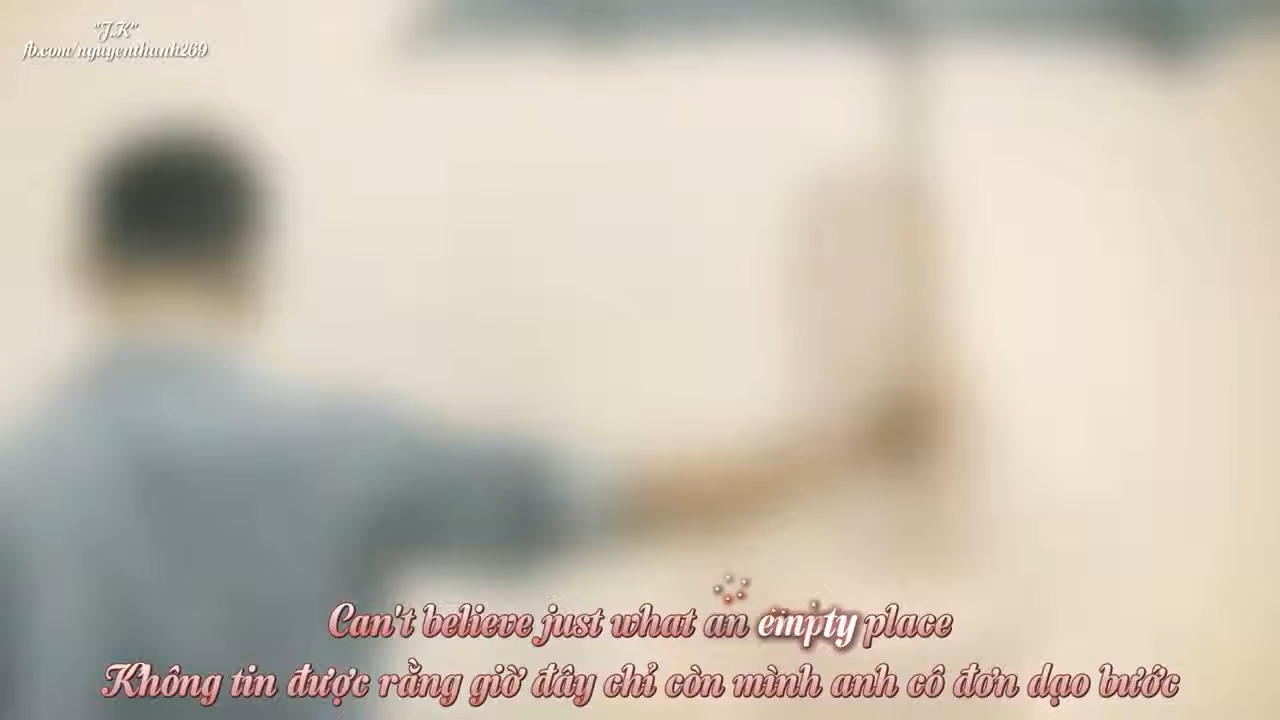 "J.K"
fb.com/nguyenthanh269
Can't believe just what an empty place
Không tin được rằng giờ đây chỉ còn mình anh cô đơn dạo bước